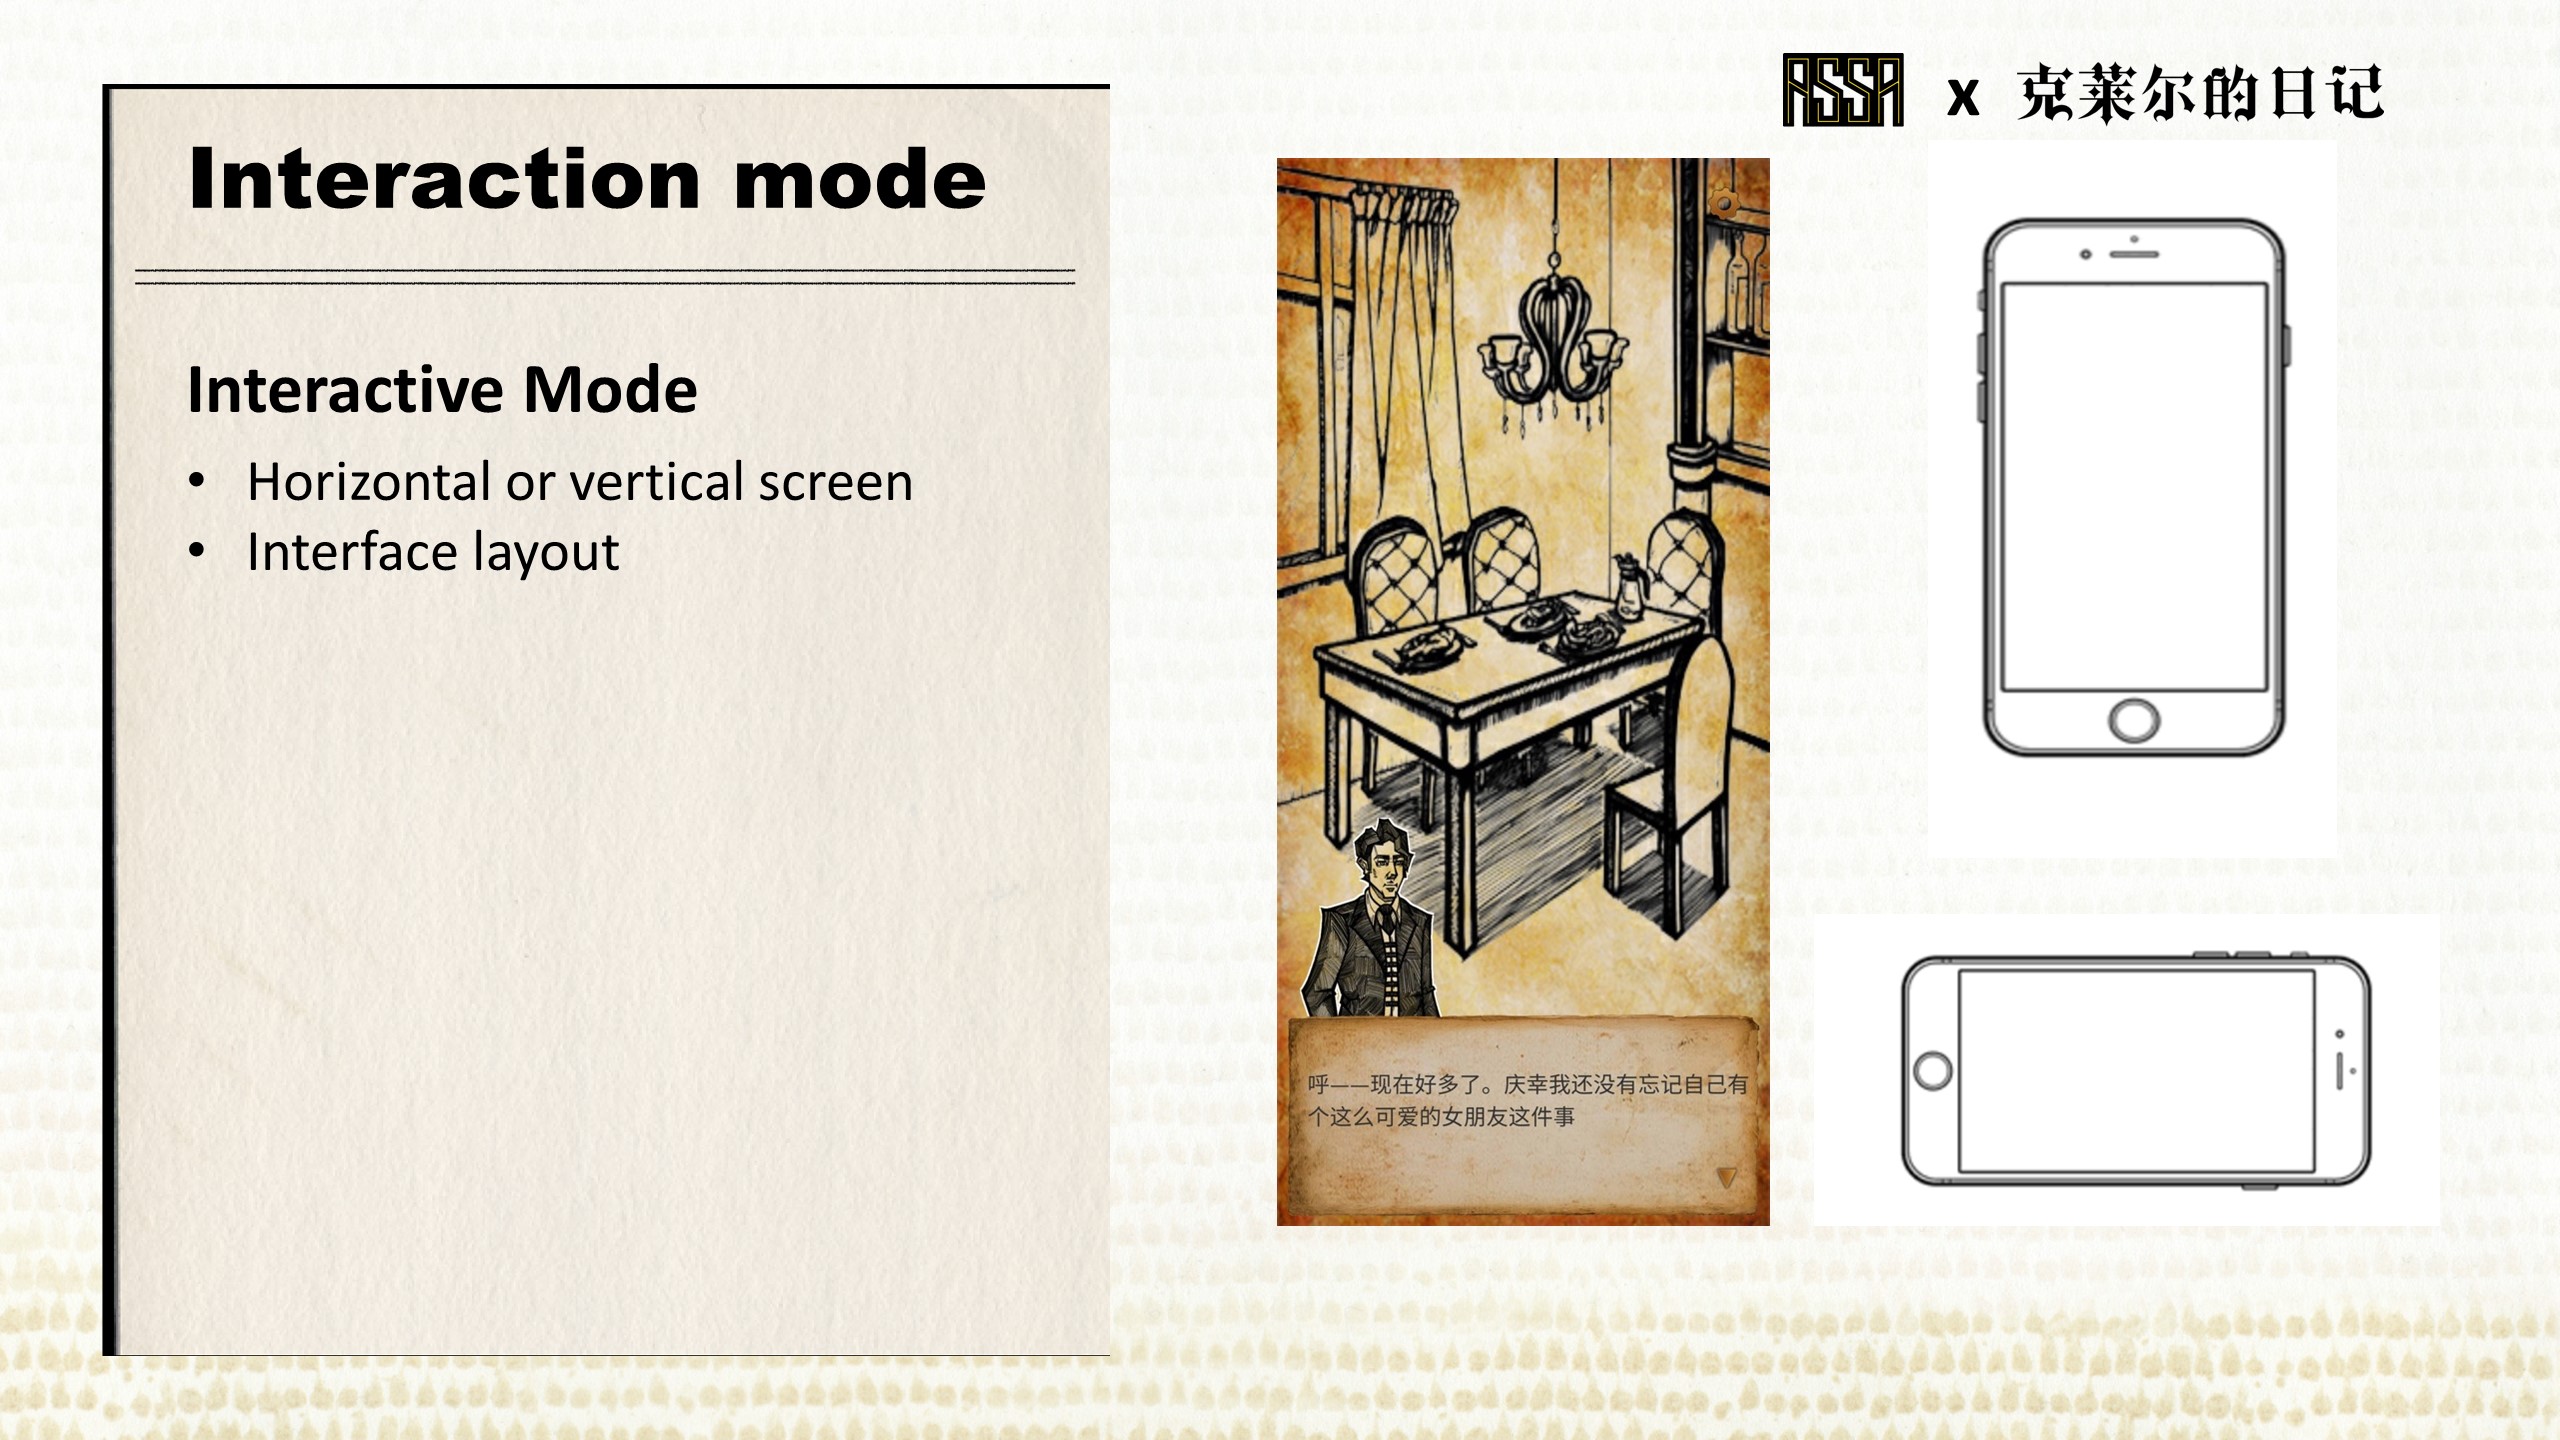 ASSA x 克莱尔的日记
Interaction mode
Interactive Mode
• Horizontal or vertical screen
• Interface layout
呼——现在好多了。庆幸我还没有忘记自己有
个这么可爱的女朋友这件事